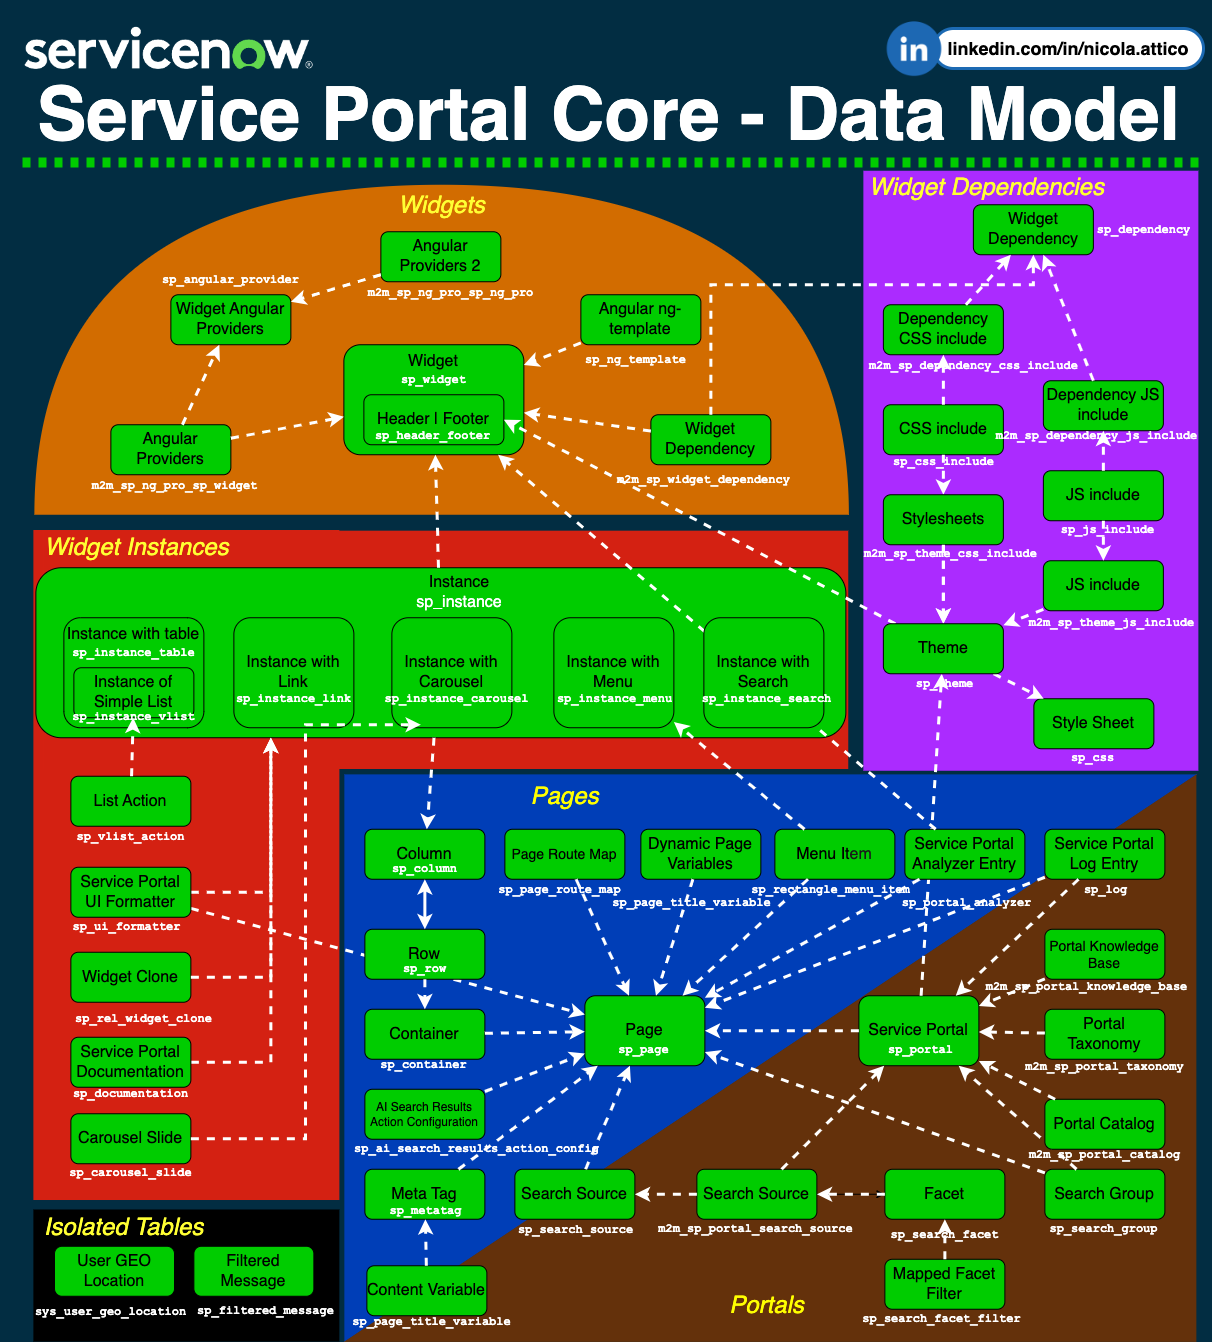 servicenow®
linkedin.com/in/nicola.attico
Service Portal Core - Data Model
Widgets
Angular
Providers 2
m2m_sp_ng_pro_sp_ng_pro
sp_angular_provider
Widget Angular
Providers
Angular ng-
template
sp_ng_template
Widget
sp_widget
Header | Footer
sp_header_footer
Angular
Providers
m2m_sp_ng_pro_sp_widget
Widget
Dependency
m2m_sp_widget_dependency
Widget Dependencies
Widget
Dependency
sp_dependency
Dependency
CSS include
m2m_sp_dependency_css_include
Dependency JS
include
m2m_sp_dependency_js_include
CSS include
sp_css_include
JS include
sp_js_include
Stylesheets
m2m_sp_theme_css_include
JS include
m2m_sp_theme_js_include
Theme
sp_theme
Style Sheet
sp_css
Widget Instances
Instance
sp_instance
Instance with table
sp_instance_table
Instance of
Simple List
sp_instance_vlist
Instance with
Link
sp_instance_link
Instance with
Carousel
sp_instance_carousel
Instance with
Menu
sp_instance_menu
Instance with
Search
sp_instance_search
List Action
sp_vlist_action
Service Portal
UI Formatter
sp_ui_formatter
Widget Clone
sp_rel_widget_clone
Service Portal
Documentation
sp_documentation
Carousel Slide
sp_carousel_slide
Pages
Column
sp_column
Page Route Map
sp_page_route_map
Dynamic Page
Variables
sp_page_title_variable
Menu Item
sp_rectangle_menu_item
Service Portal
Analyzer Entry
sp_portal_analyzer
Service Portal
Log Entry
sp_log
Row
sp_row
Container
sp_container
Page
sp_page
AI Search Results
Action Configuration
sp_ai_search_results_action_config
Meta Tag
sp_metatag
Search Source
sp_search_source
Content Variable
sp_page_title_variable
Portal Knowledge
Base
m2m_sp_portal_knowledge_base
Service Portal
sp_portal
Portal
Taxonomy
m2m_sp_portal_taxonomy
Portal Catalog
m2m_sp_portal_catalog
Search Source
m2m_sp_portal_search_source
Facet
sp_search_facet
Search Group
sp_search_group
Mapped Facet
Filter
sp_search_facet_filter
Portals
Isolated Tables
User GEO
Location
sys_user_geo_location
Filtered
Message
sp_filtered_message